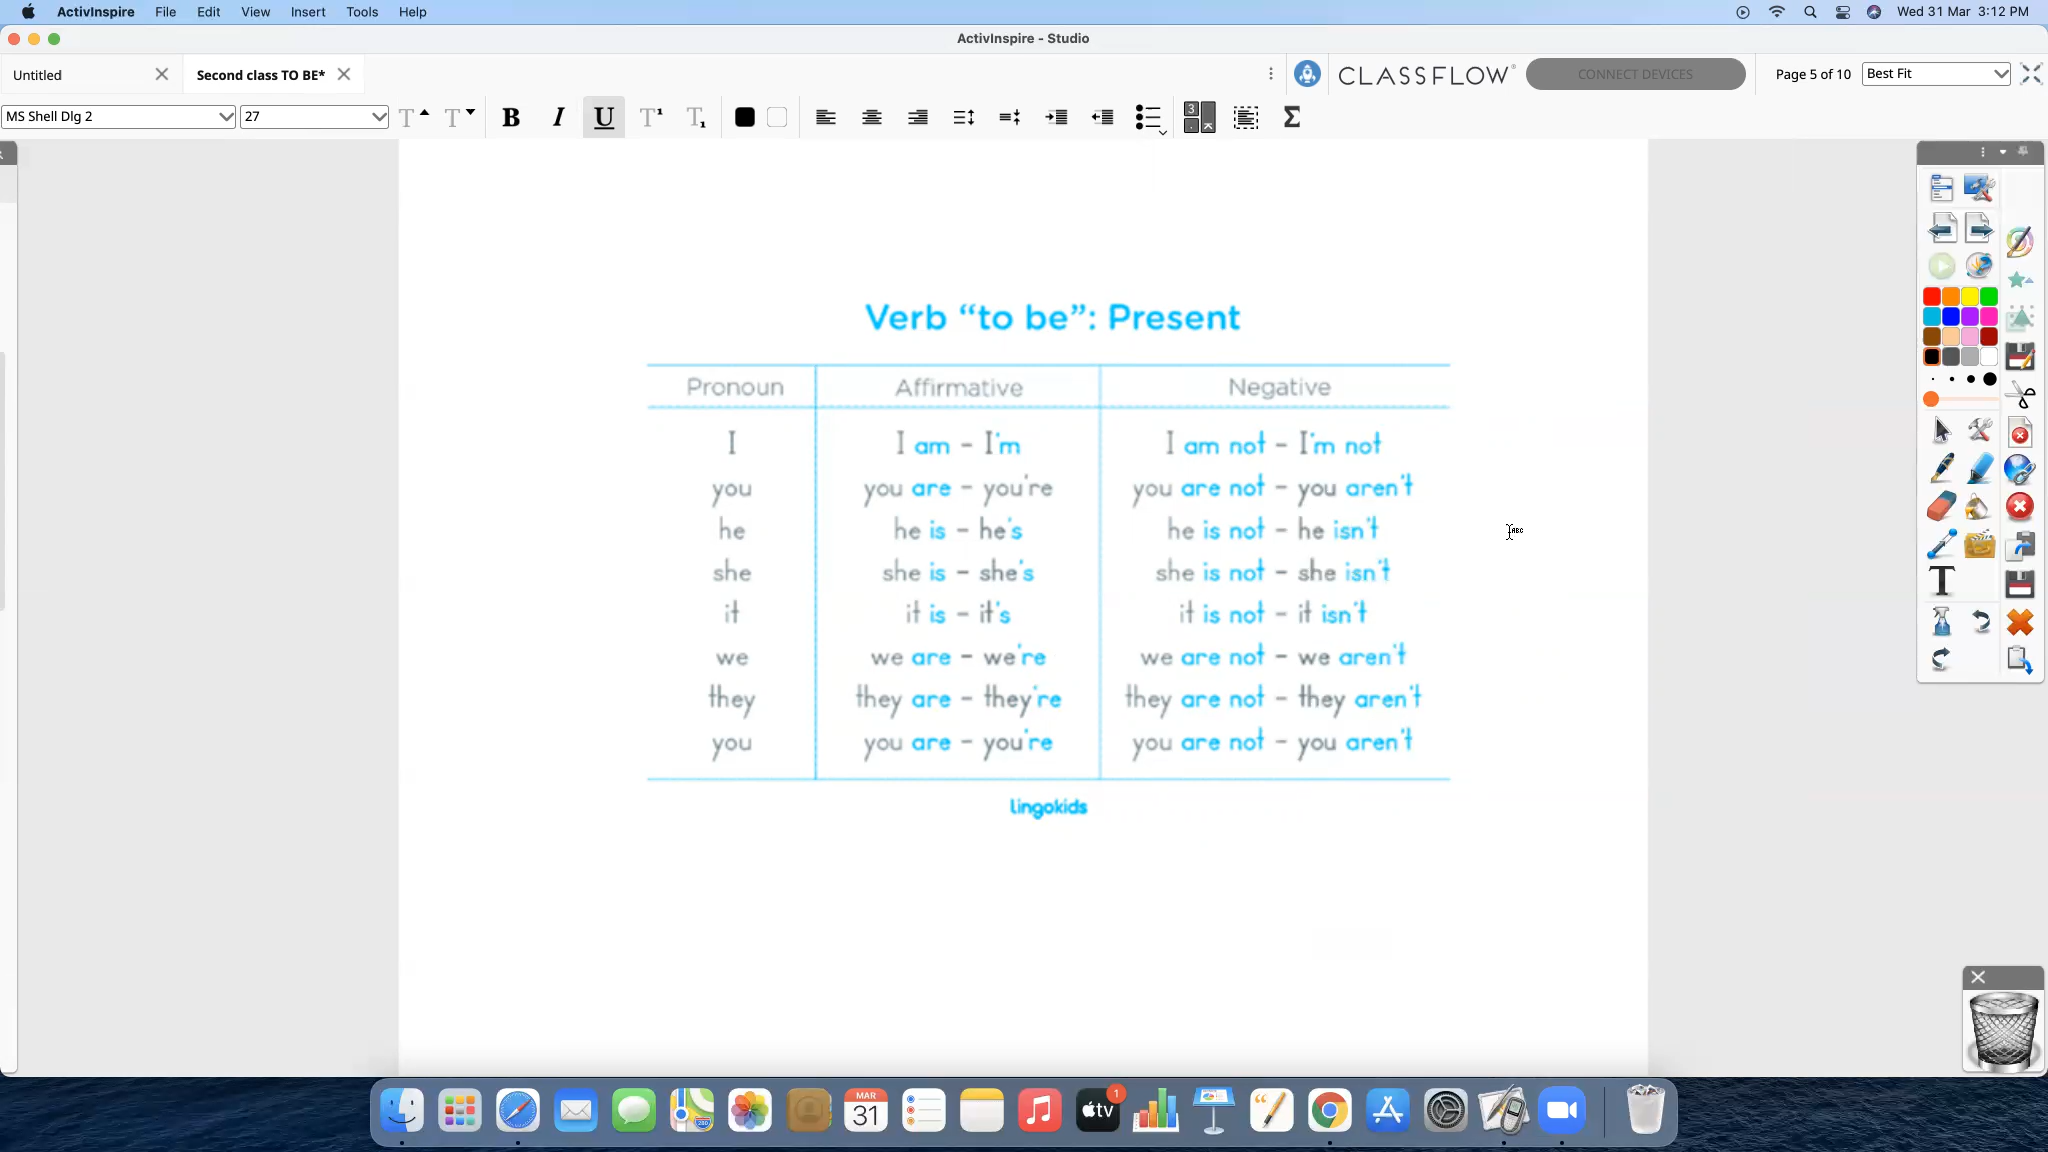 ActivInspire File Edit View Insert Tools Help Wed 31 Mar 3:12 PM
ActivInspire - Studio
Untitled Second class TO BE* CLASSFLOW CONNECT DEVICES Page 5 of 10 Best Fit
MS Shell Dlg 2 27 B I U
Verb “to be”: Present
Pronoun Affirmative Negative
I I am – I'm I am not – I'm not
you you are – you're you are not – you aren't
he he is – he's he is not – he isn't
she she is – she's she is not – she isn't
it it is – it's it is not – it isn't
we we are – we're we are not – we aren't
they they are – they're they are not – they aren't
you you are – you're you are not – you aren't
lingokids
MAR
31
tv
1